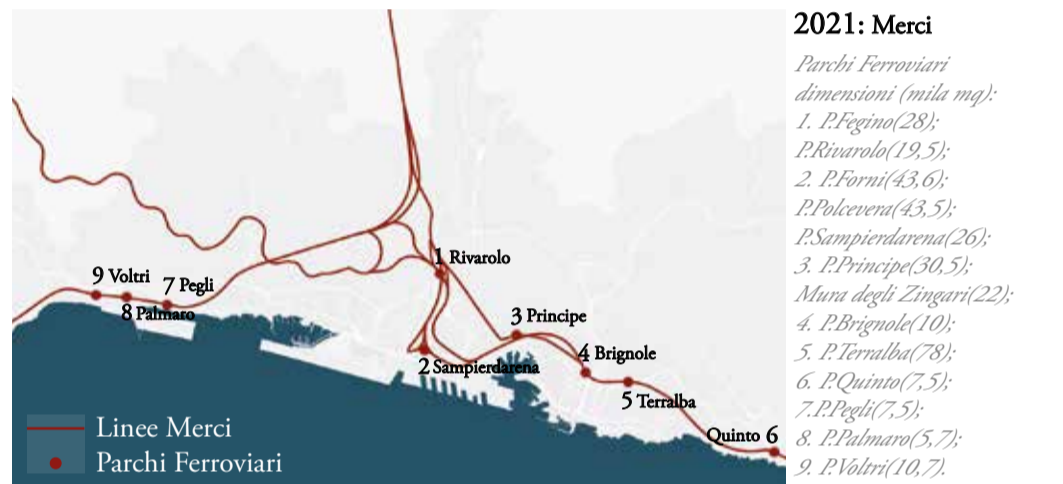 9 Voltri
7 Pegli
8 Palmaro
1 Rivarolo
3 Principe
2 Sampierdarena
4 Brignole
5 Terralba
Quinto 6
Linee Merci
Parchi Ferroviari
2021: Merci
Parchi Ferroviari
dimensioni (mila mq):
1. P.Fegino(28);
P.Rivarolo(19,5);
2. P.Forni(43,6);
P.Polcevera(43,5);
P.Sampierdarena(26);
3. P.Principe(30,5);
Mura degli Zingari(22);
4. P.Brignole(10);
5. P.Terralba(78);
6. P.Quinto(7,5);
7.P.Pegli(7,5);
8. P.Palmaro(5,7);
9. P.Voltri(10,7).